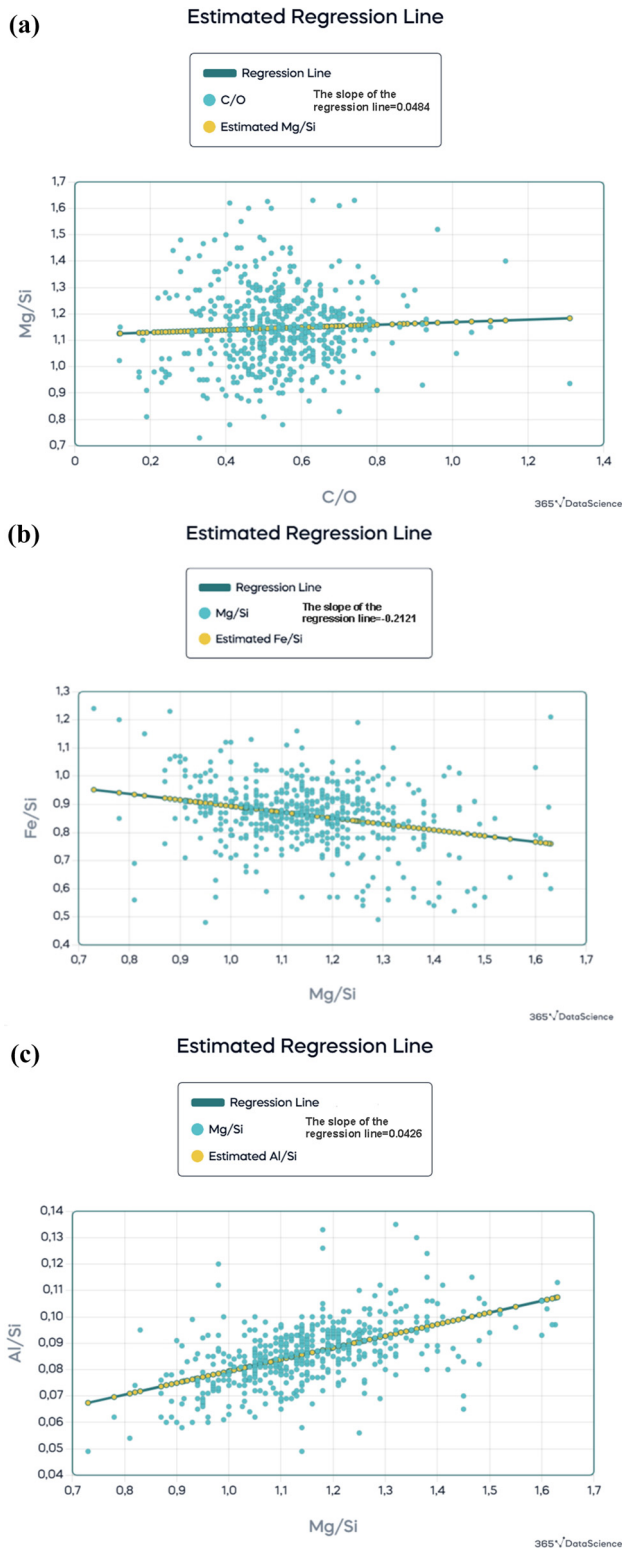 (a)
Estimated Regression Line
Regression Line
C/O
The slope of the
regression line=0.0484
Estimated Mg/Si
1,7
1,6
1,5
1,4
1,3
1,2
1,1
1,0
0,9
0,8
0,7
Mg/Si
0
0,2
0,4
0,6
0,8
1,0
1,2
1,4
C/O
365 DataScience
(b)
Estimated Regression Line
Regression Line
Mg/Si
The slope of the
regression line=-0.2121
Estimated Fe/Si
1,3
1,2
1,1
1,0
0,9
0,8
0,7
0,6
0,5
0,4
Fe/Si
0,7
0,8
0,9
1,0
1,1
1,2
1,3
1,4
1,5
1,6
1,7
Mg/Si
365 DataScience
(c)
Estimated Regression Line
Regression Line
Mg/Si
The slope of the
regression line=0.0426
Estimated Al/Si
0,14
0,13
0,12
0,11
0,10
0,09
0,08
0,07
0,06
0,05
0,04
Al/Si
0,7
0,8
0,9
1,0
1,1
1,2
1,3
1,4
1,5
1,6
1,7
Mg/Si
365 DataScience